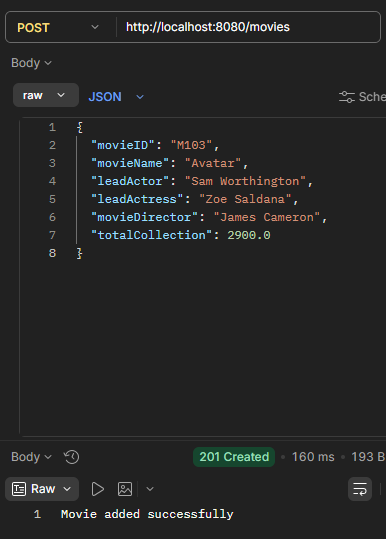 POST http://localhost:8080/movies
Body
raw JSON Sche
1 {
2 "movieID": "M103",
3 "movieName": "Avatar",
4 "leadActor": "Sam Worthington",
5 "leadActress": "Zoe Saldana",
6 "movieDirector": "James Cameron",
7 "totalCollection": 2900.0
8 }
Body 201 Created • 160 ms • 193 B
Raw
1 Movie added successfully